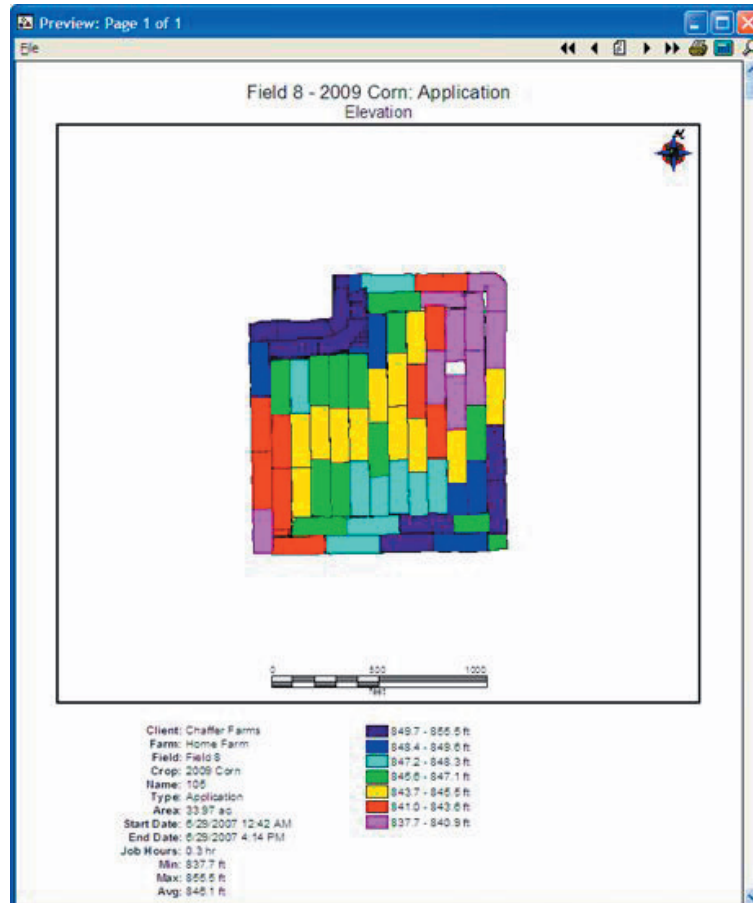 Preview: Page 1 of 1
File
Field 8 - 2009 Corn: Application
Elevation
N
0 500 1000
feet
Client: Chaffer Farms
Farm: Home Farm
Field: Field 8
Crop: 2009 Corn
Name: 105
Type: Application
Area: 33.97 ac
Start Date: 6/29/2007 12:42 AM
End Date: 6/29/2007 4:14 PM
Job Hours: 0.3 hr
Min: 837.7 ft
Max: 855.5 ft
Avg: 845.1 ft
849.7 - 855.5 ft
848.4 - 849.6 ft
847.2 - 848.3 ft
845.6 - 847.1 ft
843.7 - 845.5 ft
841.0 - 843.6 ft
837.7 - 840.9 ft